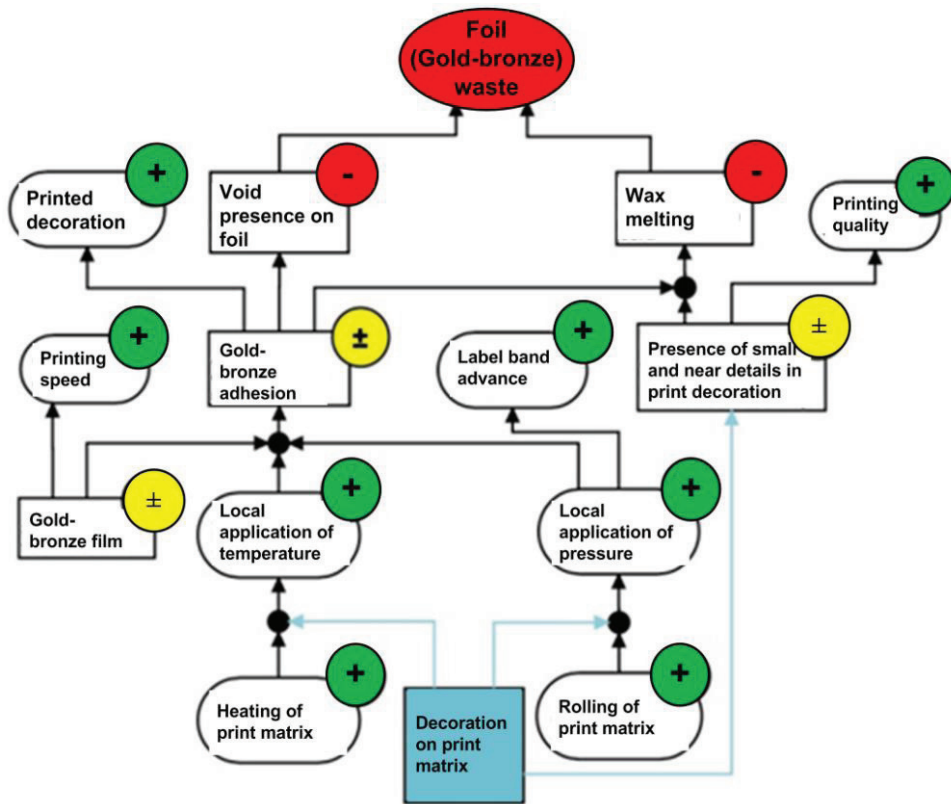 Foil
(Gold-bronze)
waste
+
-
-
+
Printed
decoration
Void
presence on
foil
Wax
melting
Printing
quality
+
±
+
±
Printing
speed
Gold-
bronze
adhesion
Label band
advance
Presence of small
and near details in
print decoration
±
+
+
Gold-
bronze film
Local
application of
temperature
Local
application of
pressure
+
+
Heating of
print matrix
Decoration
on print
matrix
Rolling of
print matrix